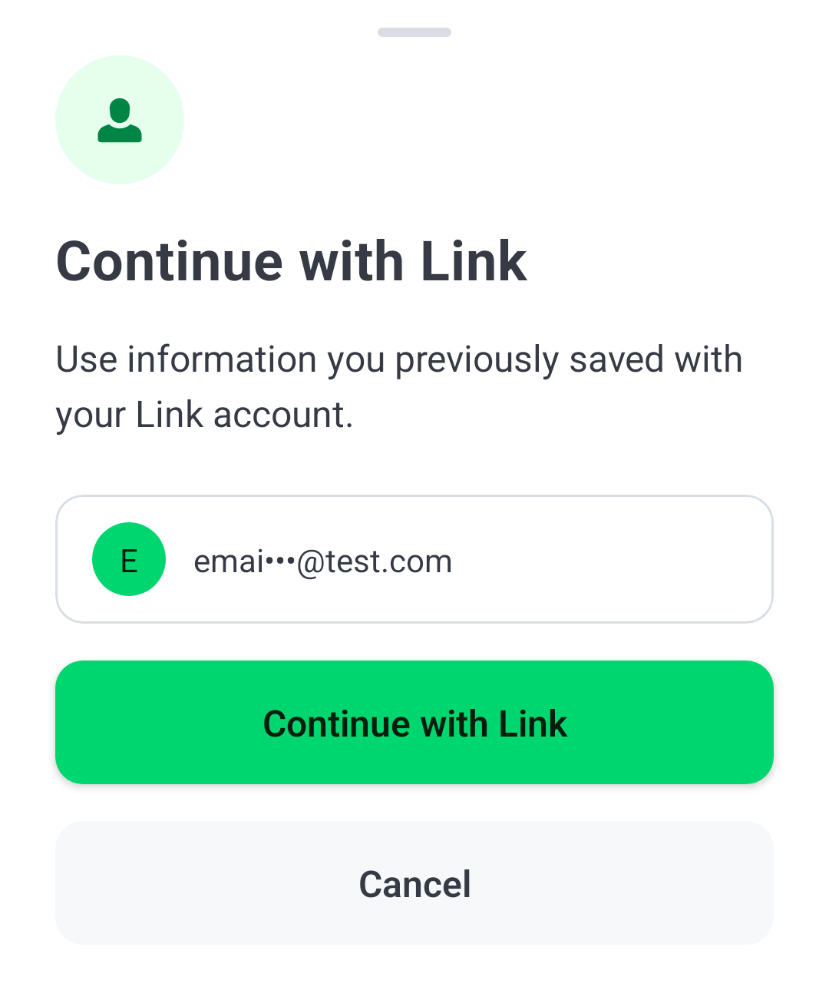 Continue with Link
Use information you previously saved with
your Link account.
E
emai•••@test.com
Continue with Link
Cancel